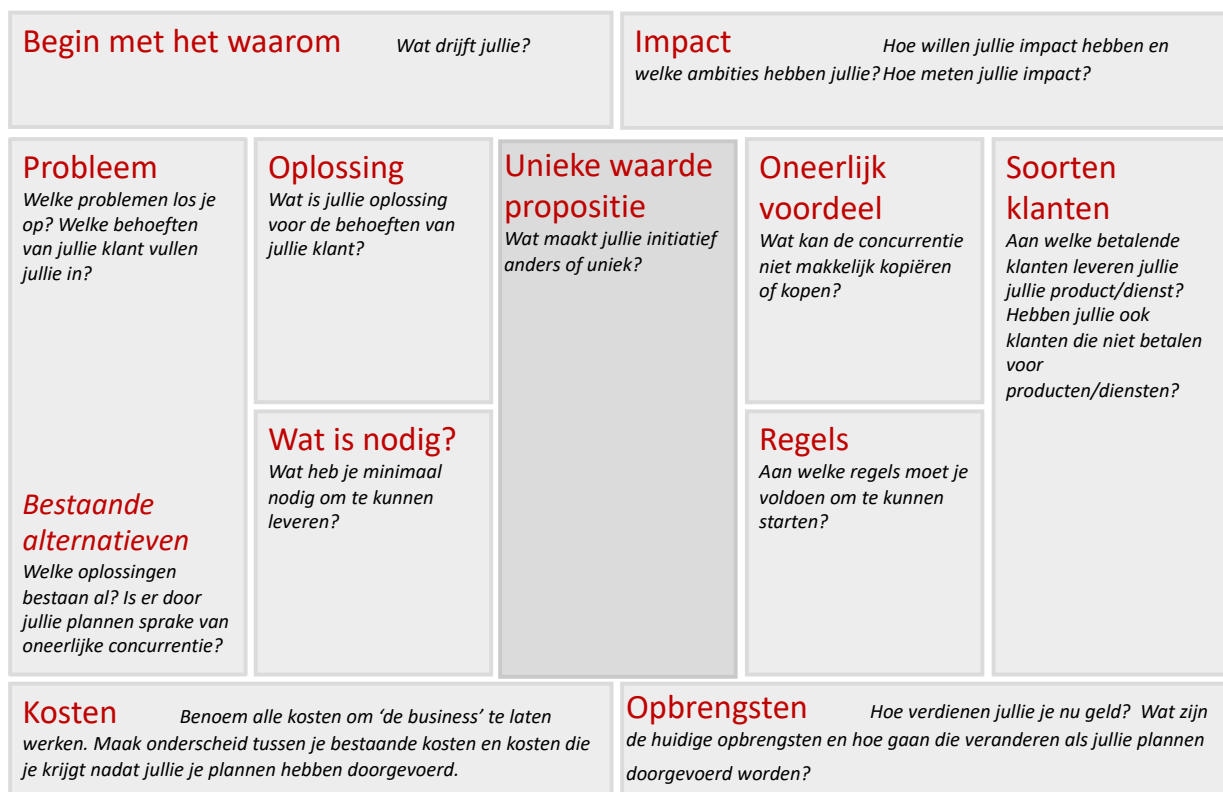 Begin met het waarom Wat drijft jullie?
Impact Hoe willen jullie impact hebben en
welke ambities hebben jullie? Hoe meten jullie impact?
Probleem
Welke problemen los je
op? Welke behoeften
van jullie klant vullen
jullie in?
Bestaande
alternatieven
Welke oplossingen
bestaan al? Is er door
jullie plannen sprake van
oneerlijke concurrentie?
Oplossing
Wat is jullie oplossing
voor de behoeften van
jullie klant?
Wat is nodig?
Wat heb je minimaal
nodig om te kunnen
leveren?
Unieke waarde
propositie
Wat maakt jullie initiatief
anders of uniek?
Oneerlijk
voordeel
Wat kan de concurrentie
niet makkelijk kopiëren
of kopen?
Regels
Aan welke regels moet je
voldoen om te kunnen
starten?
Soorten
klanten
Aan welke betalende
klanten leveren jullie
jullie product/dienst?
Hebben jullie ook
klanten die niet betalen
voor
producten/diensten?
Kosten Benoem alle kosten om ‘de business’ te laten
werken. Maak onderscheid tussen je bestaande kosten en kosten die
je krijgt nadat jullie je plannen hebben doorgevoerd.
Opbrengsten Hoe verdienen jullie je nu geld? Wat zijn
de huidige opbrengsten en hoe gaan die veranderen als jullie plannen
doorgevoerd worden?